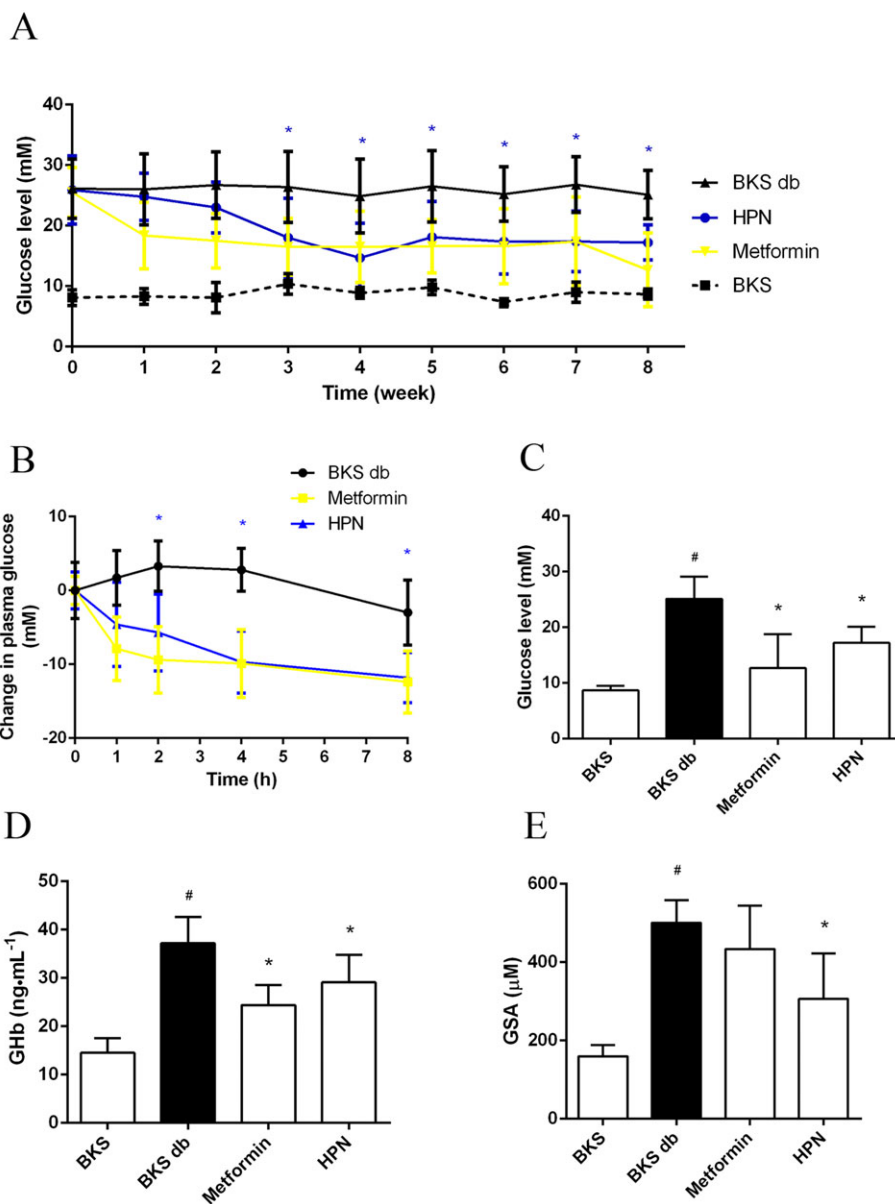 A
Glucose level (mM)
40
30
20
10
0
* * * * * *
0 1 2 3 4 5 6 7 8
Time (week)
BKS db
HPN
Metformin
BKS
B
BKS db
Metformin
HPN
Change in plasma glucose
(mM)
10
0
-10
-20
* * *
0 1 2 3 4 5 6 7 8
Time (h)
C
Glucose level (mM)
40
30
20
10
0
#
* *
BKS BKS db Metformin HPN
D
GHb (ng•mL⁻¹)
50
40
30
20
10
0
#
* *
BKS BKS db Metformin HPN
E
GSA (μM)
600
400
200
0
#
*
BKS BKS db Metformin HPN